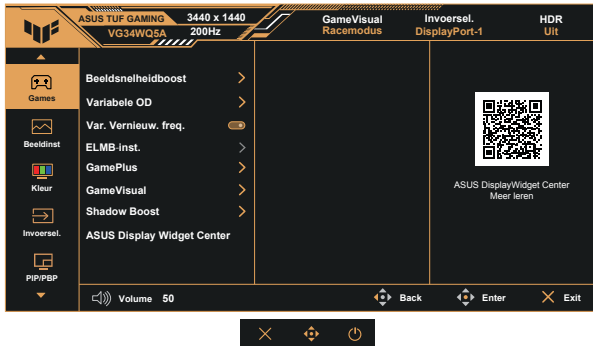 ASUS TUF GAMING
VG34WQ5A
3440 x 1440
200Hz
GameVisual
Racemodus
Invoersel.
DisplayPort-1
HDR
Uit
Games
Beeldinst
Kleur
Invoersel.
PIP/PBP
Beeldsnelheidboost
Variabele OD
Var. Vernieuw. freq.
ELMB-inst.
GamePlus
GameVisual
Shadow Boost
ASUS Display Widget Center
ASUS DisplayWidget Center
Meer leren
Volume 50
Back
Enter
Exit